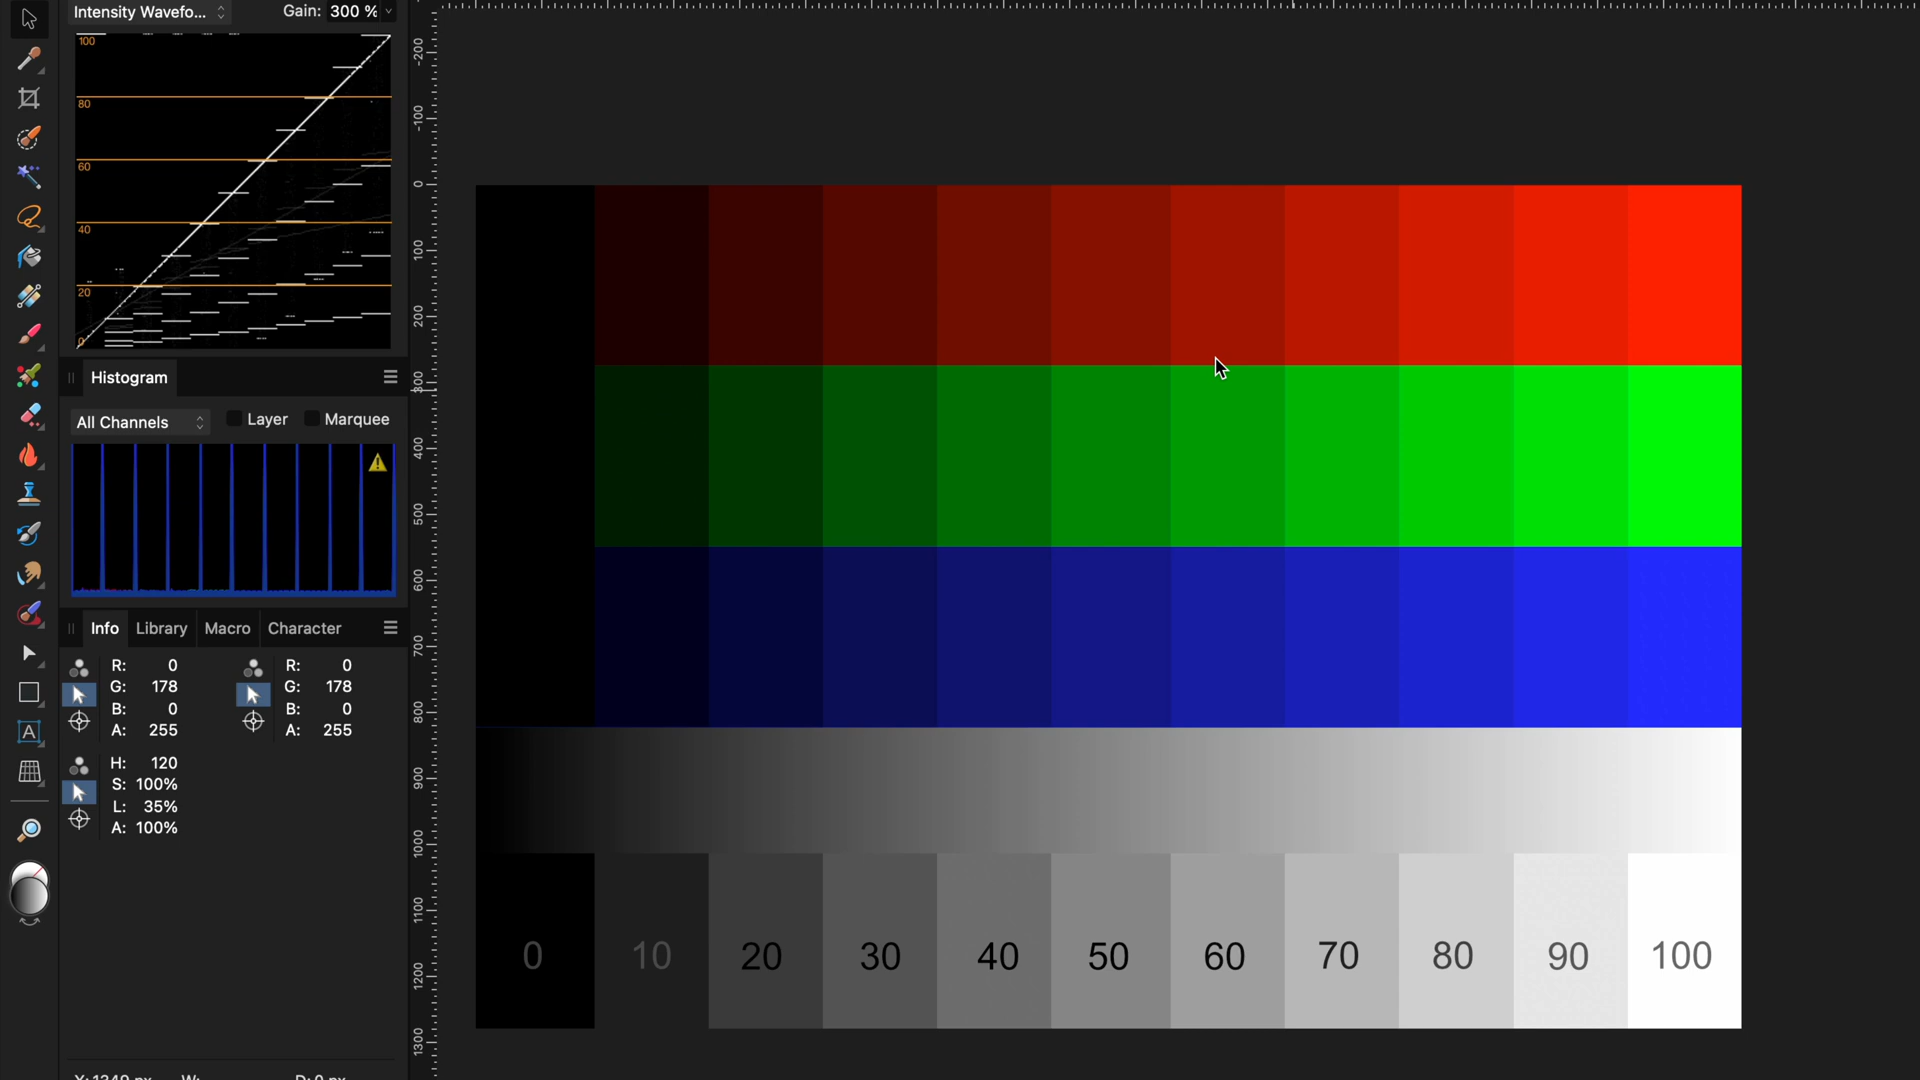 Intensity Wavefo... Gain: 300 %
100
80
60
40
20
0
Histogram
All Channels Layer Marquee
Info Library Macro Character
R: 0 R: 0
G: 178 G: 178
B: 0 B: 0
A: 255 A: 255
H: 120
S: 100%
L: 35%
A: 100%
-200
-100
0
100
200
300
400
500
600
700
800
900
1000
1100
1200
1300
A
0 10 20 30 40 50 60 70 80 90 100